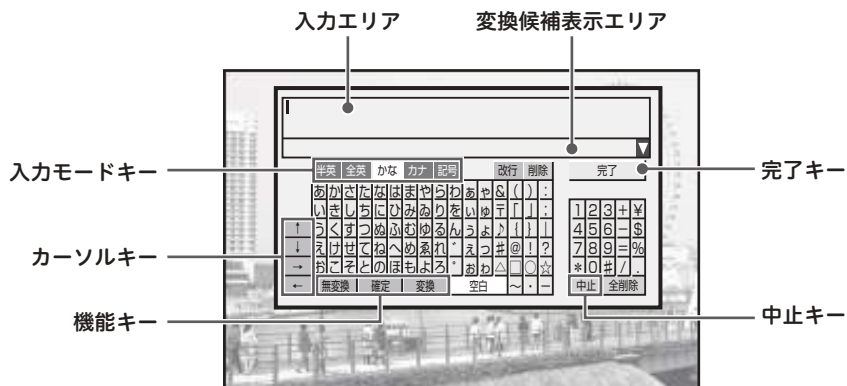 入力エリア
変換候補表示エリア
入力モードキー
半英 全英 かな カナ 記号 改行 削除 完了
完了キー
あかさたなはまやらわぁゃ&():
いきしちにひみゐりをぃゅ〒「」;
123+¥
↑うくすつぬふむゆるんぅょ♪{}|
456−$
カーソルキー
↓えけせてねへめゑれ゛ぇっ#@!?
789=%
→おこそとのほもよろ゜ぉゎ△□○☆
*0#/.
← 無変換 確定 変換 空白 〜・ー
中止 全削除
機能キー
中止キー